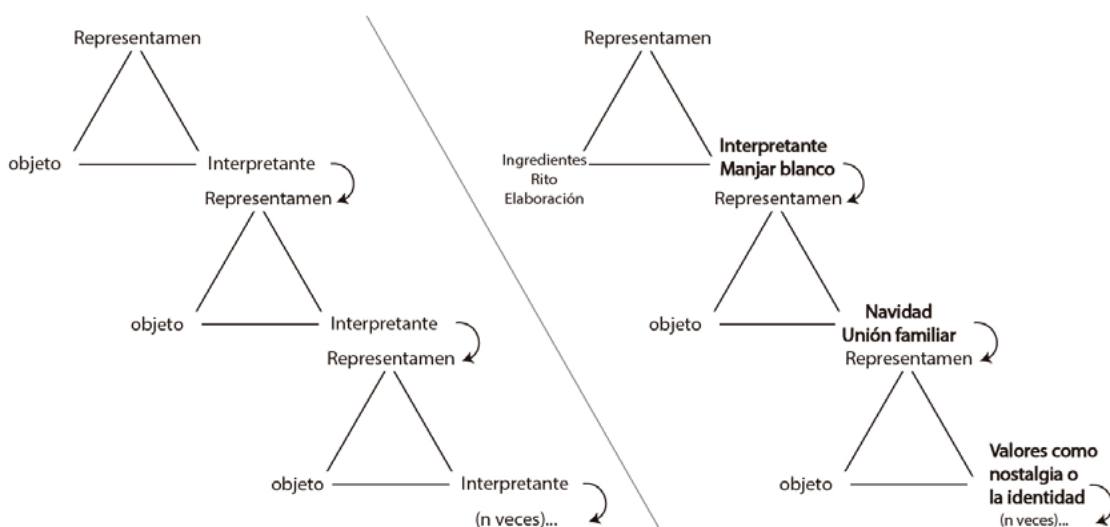 Representamen
objeto
Interpretante
Representamen
objeto
Interpretante
Representamen
objeto
Interpretante
(n veces)...
Representamen
Ingredientes
Rito
Elaboración
Interpretante
Manjar blanco
Representamen
objeto
Navidad
Unión familiar
Representamen
objeto
Valores como
nostalgia o
la identidad
(n veces)...